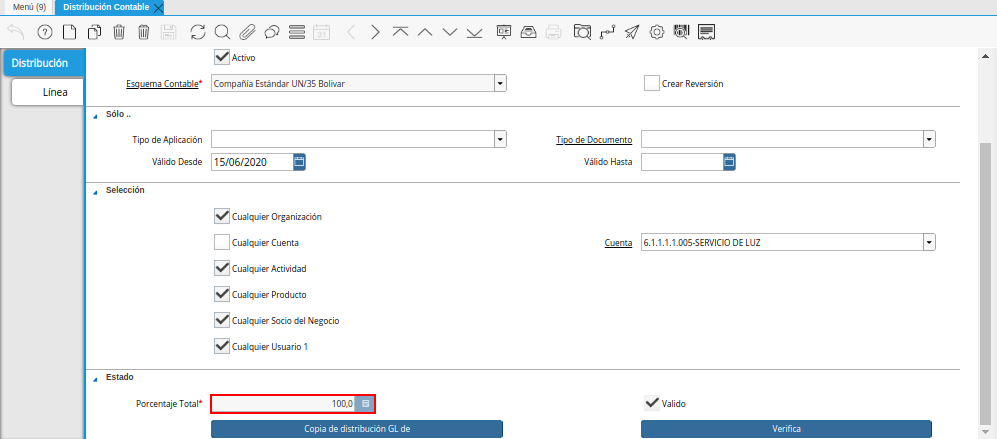 Menú (9) Distribución Contable
Distribución
Línea
Activo
Esquema Contable* Compañía Estándar UN/35 Bolivar Crear Reversión
Sólo ..
Tipo de Aplicación Tipo de Documento
Válido Desde 15/06/2020 Válido Hasta
Selección
Cualquier Organización
Cualquier Cuenta Cuenta 6.1.1.1.1.005-SERVICIO DE LUZ
Cualquier Actividad
Cualquier Producto
Cualquier Socio del Negocio
Cualquier Usuario 1
Estado
Porcentaje Total* 100,0 Valido
Copia de distribución GL de Verifica